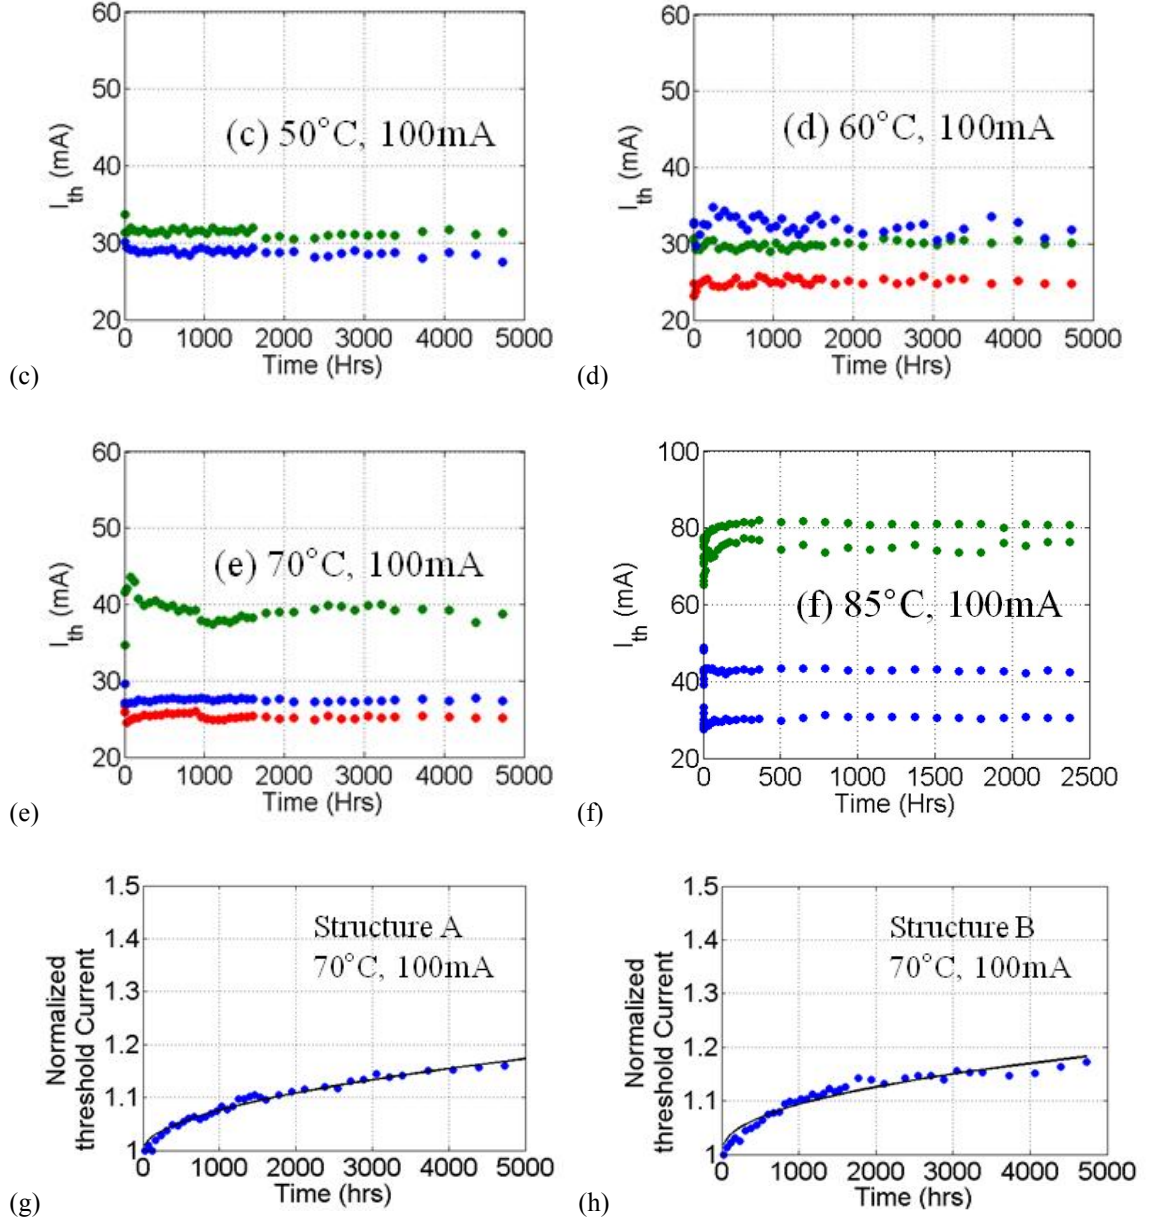 60
50
40
30
20
I_th (mA)
(c) 50°C, 100mA
0 1000 2000 3000 4000 5000
Time (Hrs)
(c)
60
50
40
30
20
I_th (mA)
(d) 60°C, 100mA
0 1000 2000 3000 4000 5000
Time (Hrs)
(d)
60
50
40
30
20
I_th (mA)
(e) 70°C, 100mA
0 1000 2000 3000 4000 5000
Time (Hrs)
(e)
100
80
60
40
20
I_th (mA)
(f) 85°C, 100mA
0 500 1000 1500 2000 2500
Time (Hrs)
(f)
1.5
1.4
1.3
1.2
1.1
1
Normalized
threshold Current
Structure A
70°C, 100mA
0 1000 2000 3000 4000 5000
Time (hrs)
(g)
1.5
1.4
1.3
1.2
1.1
1
Normalized
threshold Current
Structure B
70°C, 100mA
0 1000 2000 3000 4000 5000
Time (hrs)
(h)